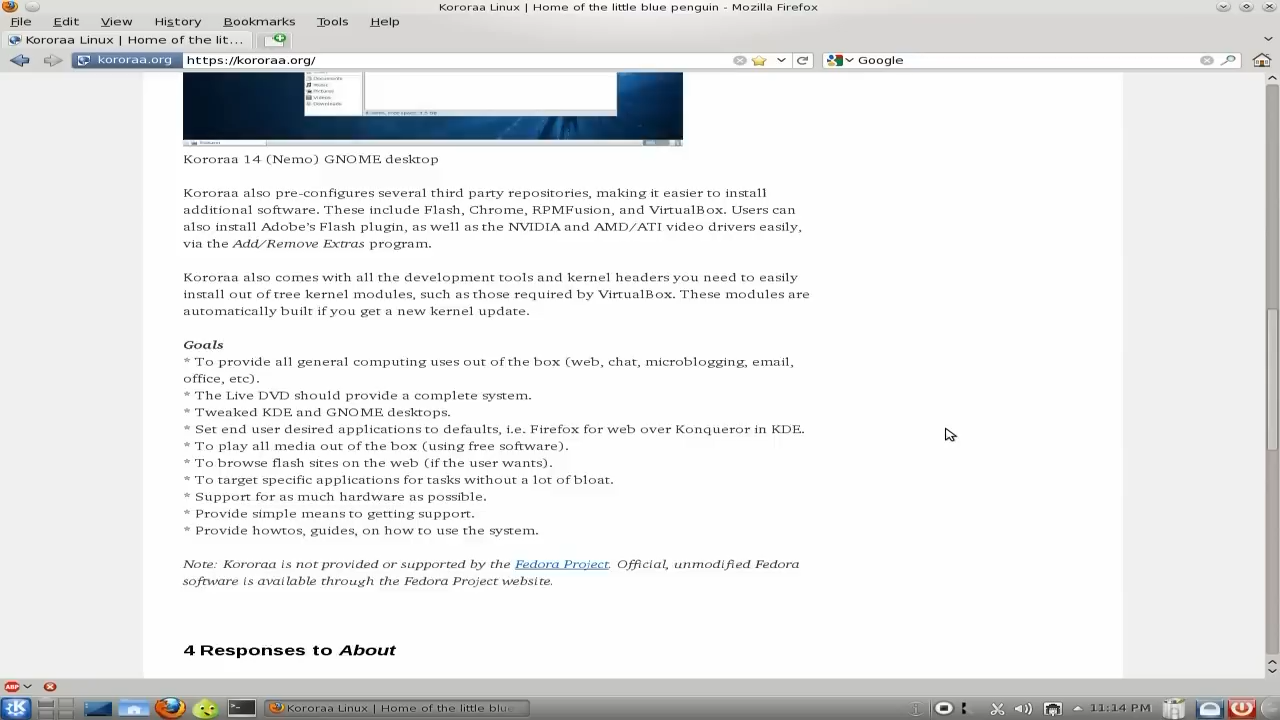 Kororaa Linux | Home of the little blue penguin - Mozilla Firefox
File Edit View History Bookmarks Tools Help
Kororaa Linux | Home of the lit...
kororaa.org https://kororaa.org/ Google
Documents
Music
Pictures
Videos
Downloads
Kororaa 14 (Nemo) GNOME desktop
Kororaa also pre-configures several third party repositories, making it easier to install
additional software. These include Flash, Chrome, RPMFusion, and VirtualBox. Users can
also install Adobe's Flash plugin, as well as the NVIDIA and AMD/ATI video drivers easily,
via the Add/Remove Extras program.
Kororaa also comes with all the development tools and kernel headers you need to easily
install out of tree kernel modules, such as those required by VirtualBox. These modules are
automatically built if you get a new kernel update.
Goals
* To provide all general computing uses out of the box (web, chat, microblogging, email,
office, etc).
* The Live DVD should provide a complete system.
* Tweaked KDE and GNOME desktops.
* Set end user desired applications to defaults, i.e. Firefox for web over Konqueror in KDE.
* To play all media out of the box (using free software).
* To browse flash sites on the web (if the user wants).
* To target specific applications for tasks without a lot of bloat.
* Support for as much hardware as possible.
* Provide simple means to getting support.
* Provide howtos, guides, on how to use the system.
Note: Kororaa is not provided or supported by the Fedora Project. Official, unmodified Fedora
software is available through the Fedora Project website.
4 Responses to About
ABP
Kororaa Linux | Home of the little blue 11:14 PM